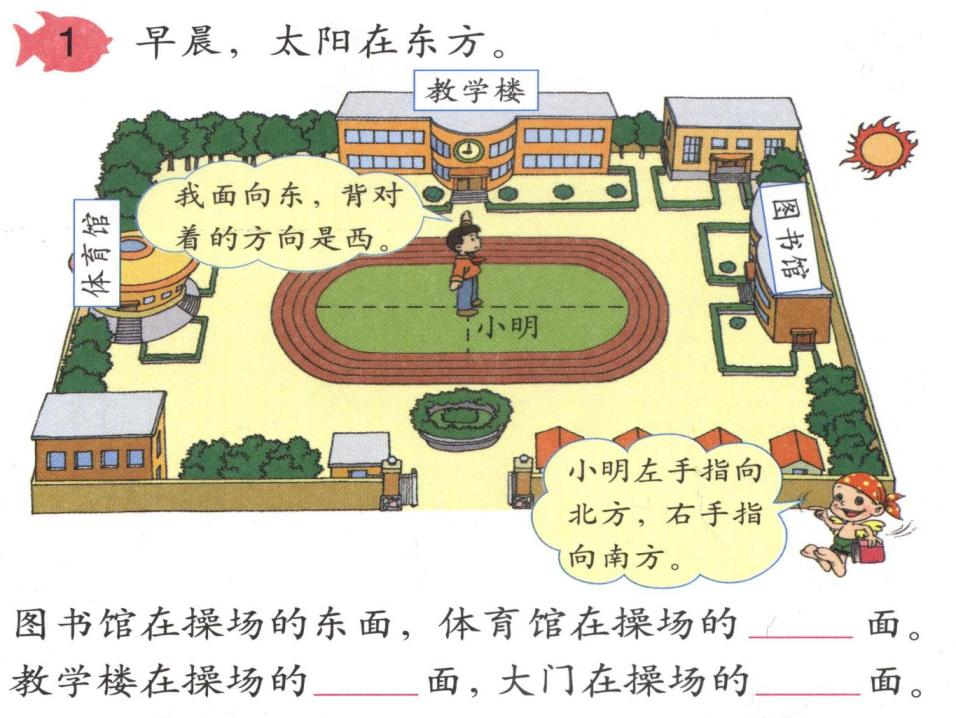 1 早晨，太阳在东方。
教学楼
我面向东，背对
着的方向是西。
体育馆
图书馆
小明
小明左手指向
北方，右手指
向南方。
图书馆在操场的东面，体育馆在操场的______面。
教学楼在操场的______面，大门在操场的______面。